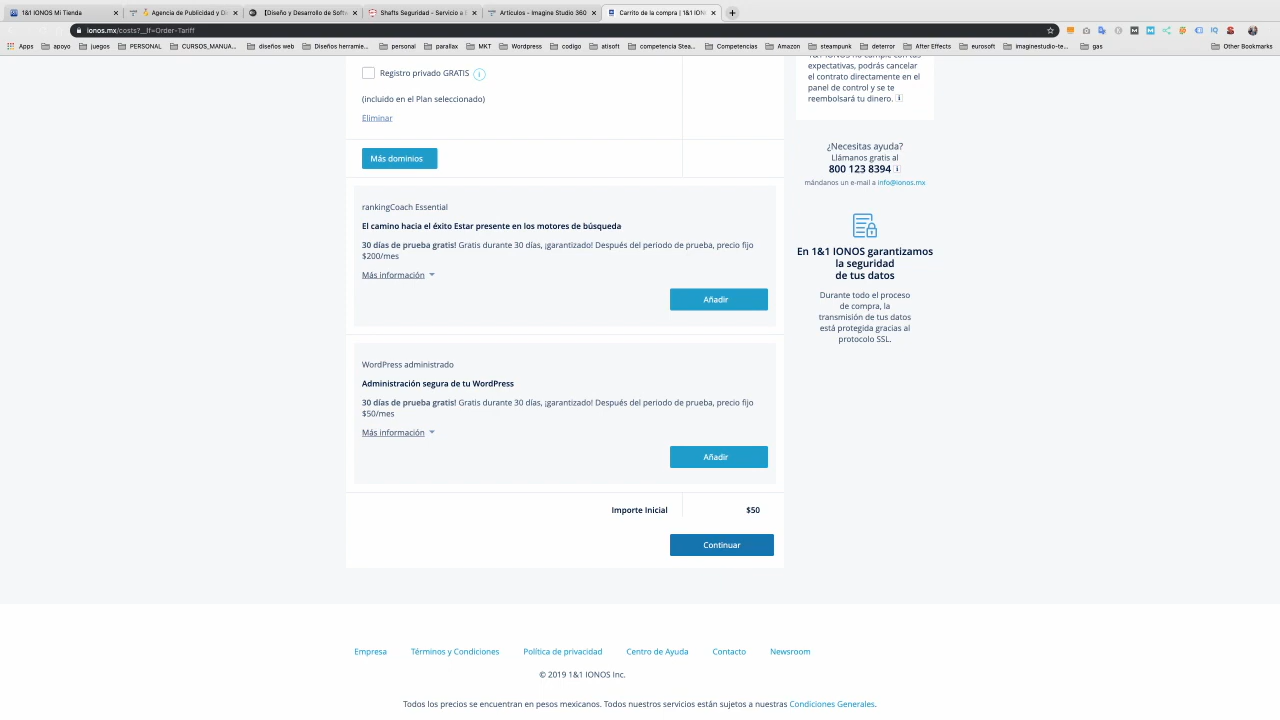 1&1 IONOS Mi Tienda
Agencia de Publicidad y Di
【Diseño y Desarrollo de Softw
Shafts Seguridad - Servicio a
Artículos - Imagine Studio 360
Carrito de la compra | 1&1 ION
ionos.mx/costs?__lf=Order-Tariff
Apps
apoyo
juegos
PERSONAL
CURSOS_MANUA...
diseños web
Diseños herramie...
personal
parallax
MKT
Wordpress
codigo
atisoft
competencia Stea...
Competencias
Amazon
steampunk
deterror
After Effects
eurosoft
imaginestudio-te...
gas
Other Bookmarks
Registro privado GRATIS
(incluido en el Plan seleccionado)
Eliminar
Más dominios
rankingCoach Essential
El camino hacia el éxito Estar presente en los motores de búsqueda
30 días de prueba gratis! Gratis durante 30 días, ¡garantizado! Después del periodo de prueba, precio fijo
$200/mes
Más información
Añadir
WordPress administrado
Administración segura de tu WordPress
30 días de prueba gratis! Gratis durante 30 días, ¡garantizado! Después del periodo de prueba, precio fijo
$50/mes
Más información
Añadir
Importe Inicial
$50
Continuar
expectativas, podrás cancelar
el contrato directamente en el
panel de control y se te
reembolsará tu dinero.
¿Necesitas ayuda?
Llámanos gratis al
800 123 8394
mándanos un e-mail a info@ionos.mx
En 1&1 IONOS garantizamos
la seguridad
de tus datos
Durante todo el proceso
de compra, la
transmisión de tus datos
está protegida gracias al
protocolo SSL.
Empresa
Términos y Condiciones
Política de privacidad
Centro de Ayuda
Contacto
Newsroom
© 2019 1&1 IONOS Inc.
Todos los precios se encuentran en pesos mexicanos. Todos nuestros servicios están sujetos a nuestras Condiciones Generales.